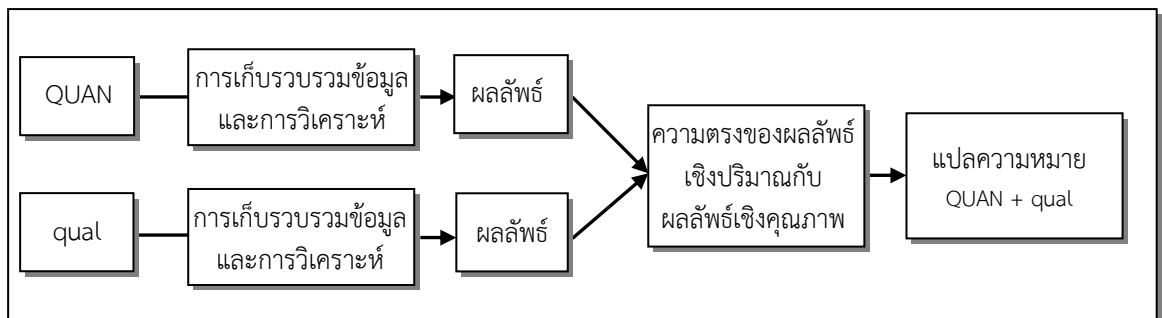 QUAN
การเก็บรวบรวมข้อมูล
และการวิเคราะห์
ผลลัพธ์
qual
การเก็บรวบรวมข้อมูล
และการวิเคราะห์
ผลลัพธ์
ความตรงของผลลัพธ์
เชิงปริมาณกับ
ผลลัพธ์เชิงคุณภาพ
แปลความหมาย
QUAN + qual